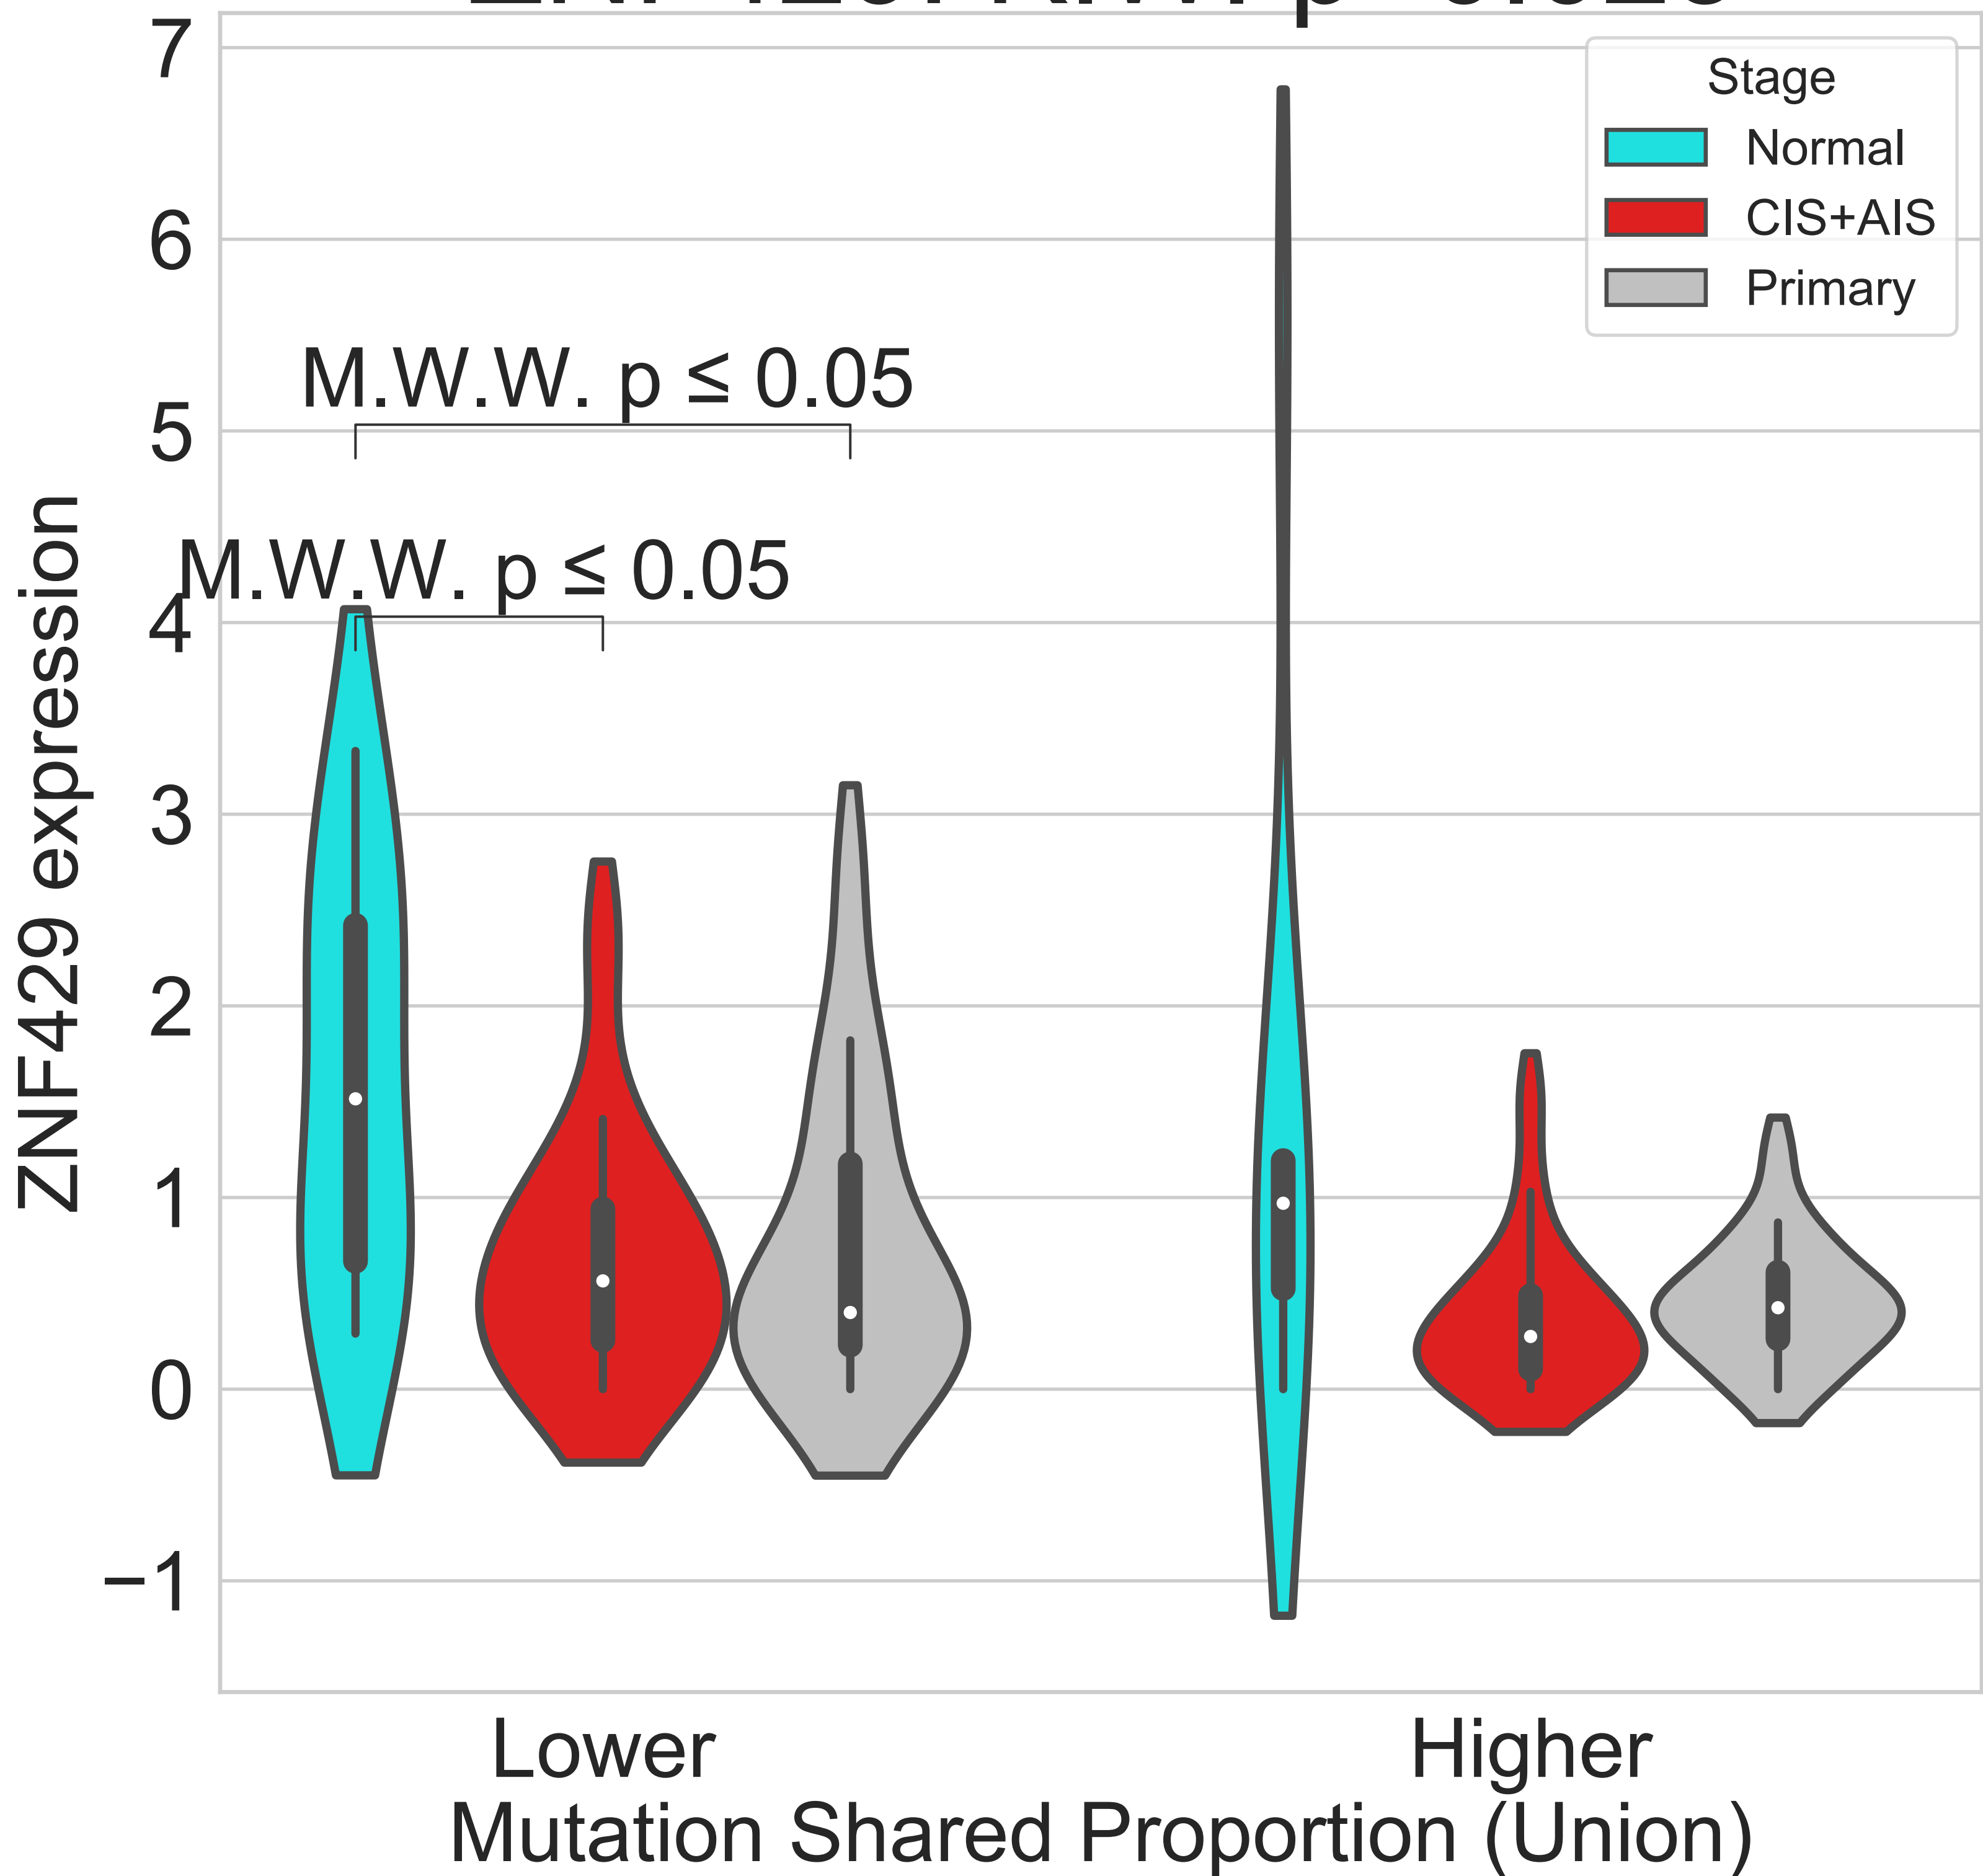 7
6
5
4
3
2
1
0
−1
ZNF429 expression
Stage
Normal
CIS+AIS
Primary
M.W.W. p ≤ 0.05
M.W.W. p ≤ 0.05
Lower
Higher
Mutation Shared Proportion (Union)